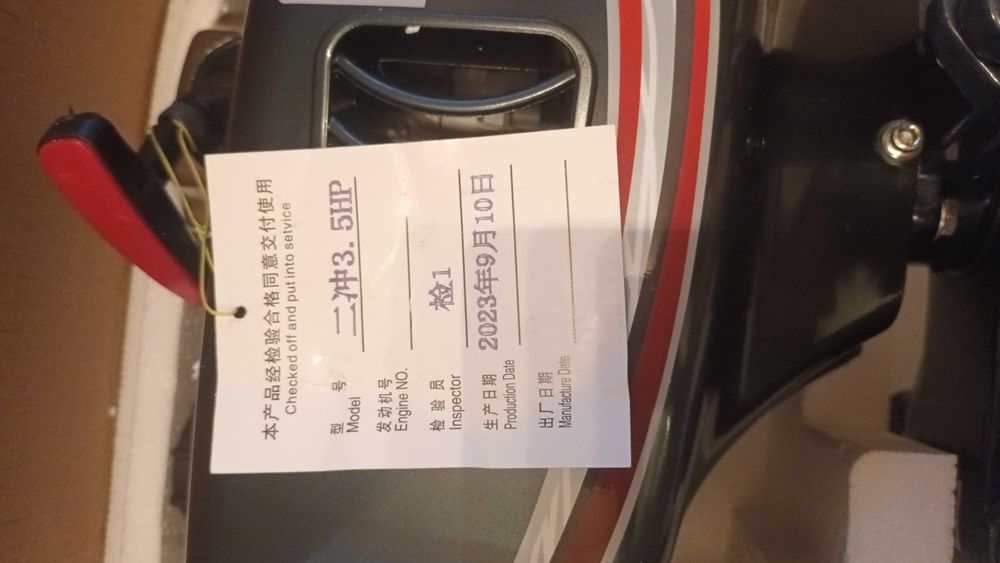 本产品经检验合格同意交付使用
Checked off and put into setvice
型 号 二冲3. 5HP
Model
发动机号
Engine NO.
检 验 员 检1
Inspector
生产日期 2023年9月10日
Production Date
出厂日期
Manufacture Date